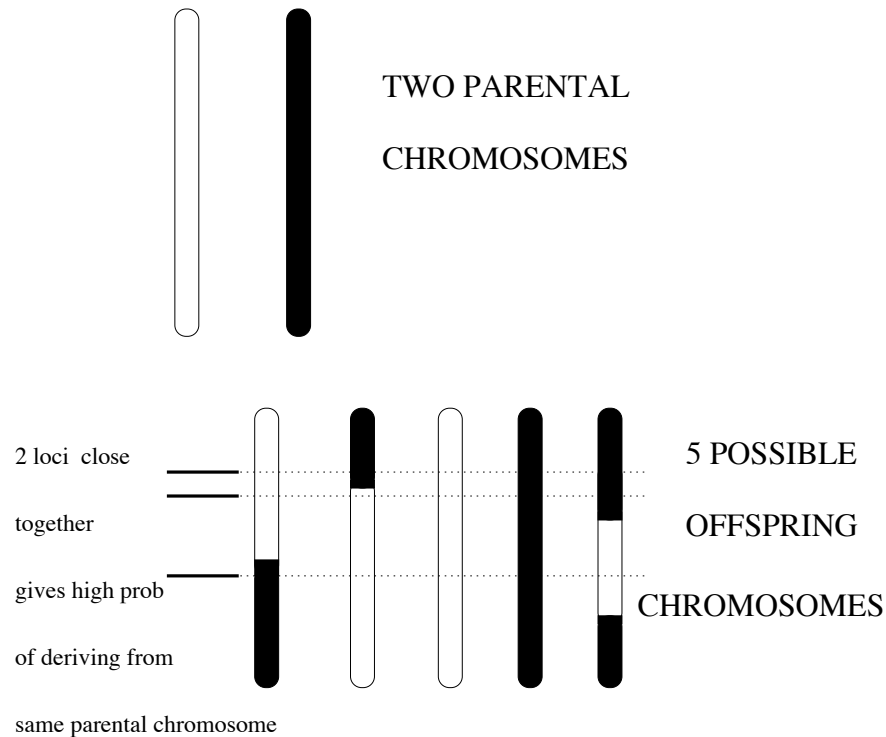 TWO PARENTAL
CHROMOSOMES
2 loci close
together
gives high prob
of deriving from
same parental chromosome
5 POSSIBLE
OFFSPRING
CHROMOSOMES